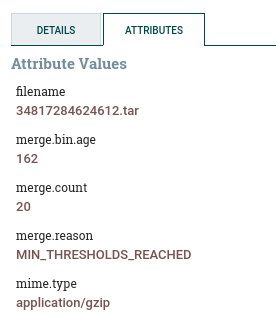 DETAILS
ATTRIBUTES
Attribute Values
filename
34817284624612.tar
merge.bin.age
162
merge.count
20
merge.reason
MIN_THRESHOLDS_REACHED
mime.type
application/gzip